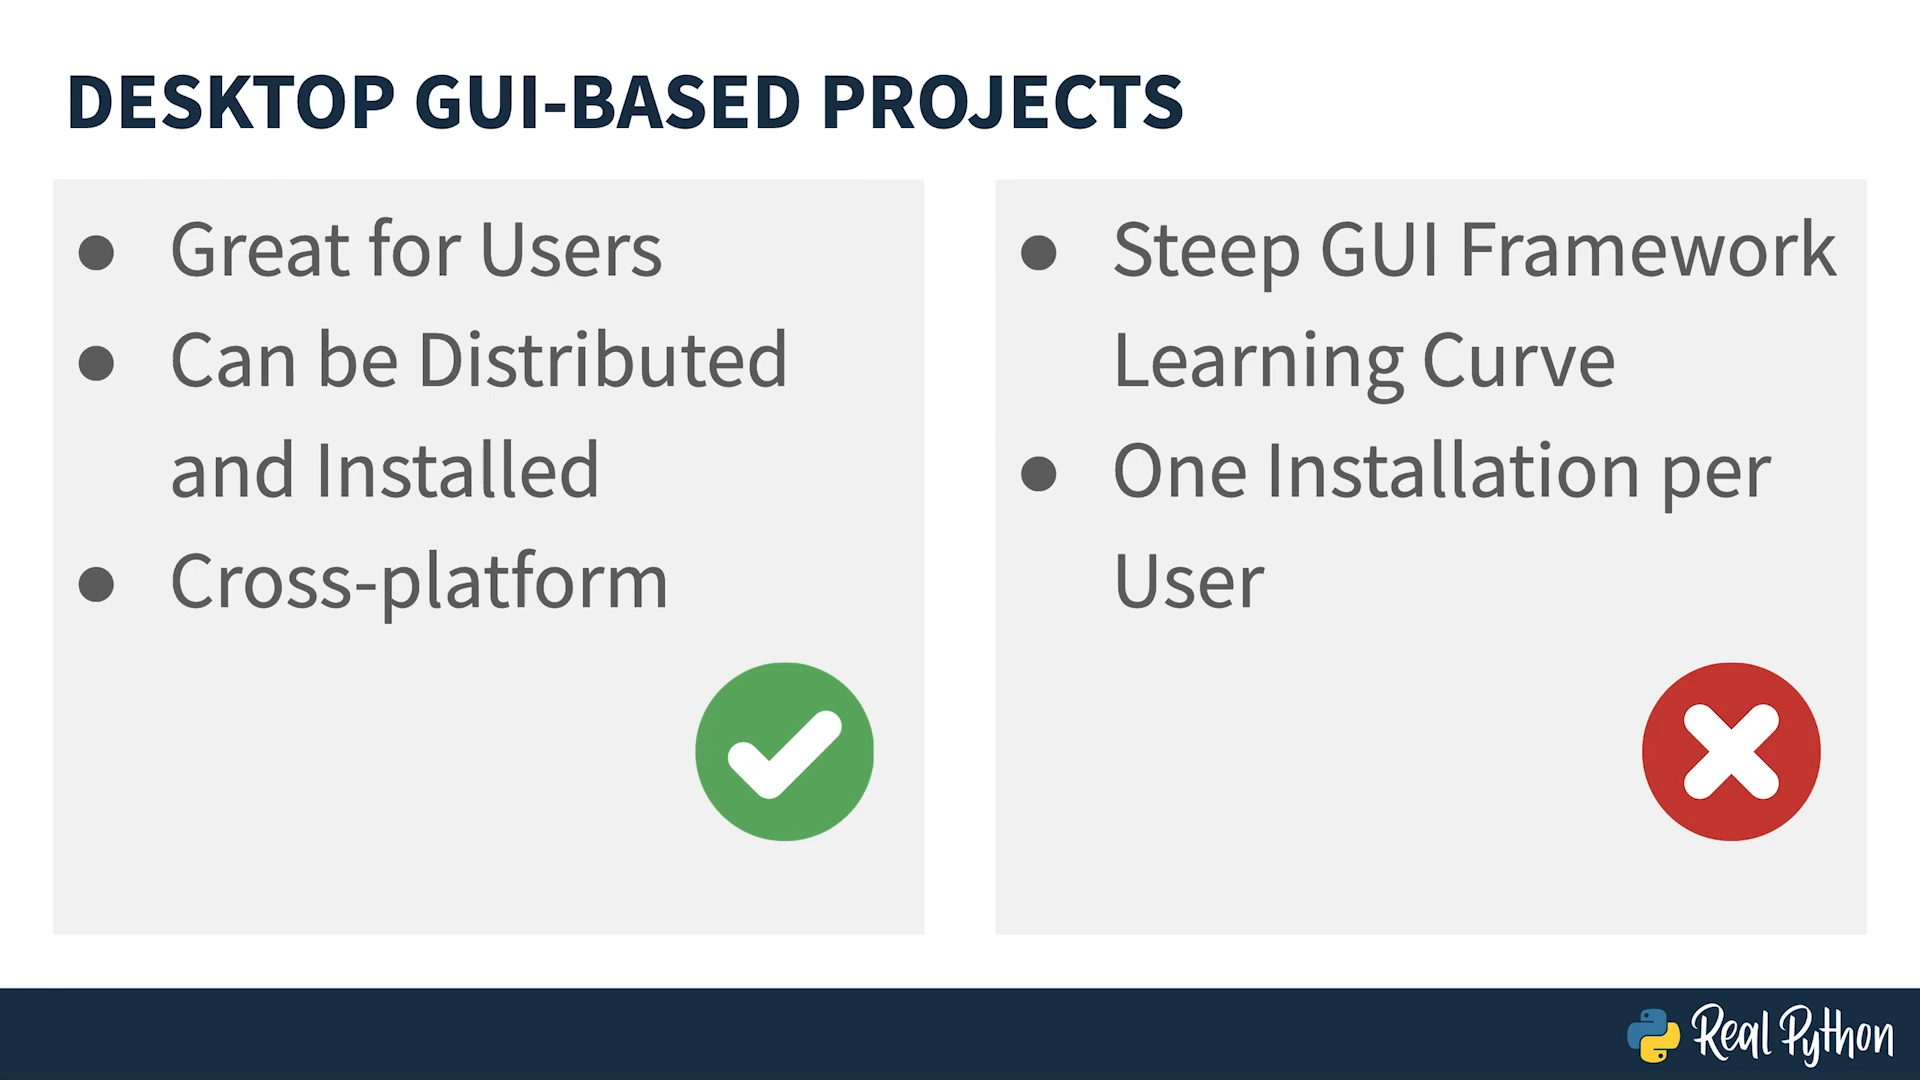 DESKTOP GUI-BASED PROJECTS
● Great for Users
● Can be Distributed
and Installed
● Cross-platform
● Steep GUI Framework
Learning Curve
● One Installation per
User
Real Python